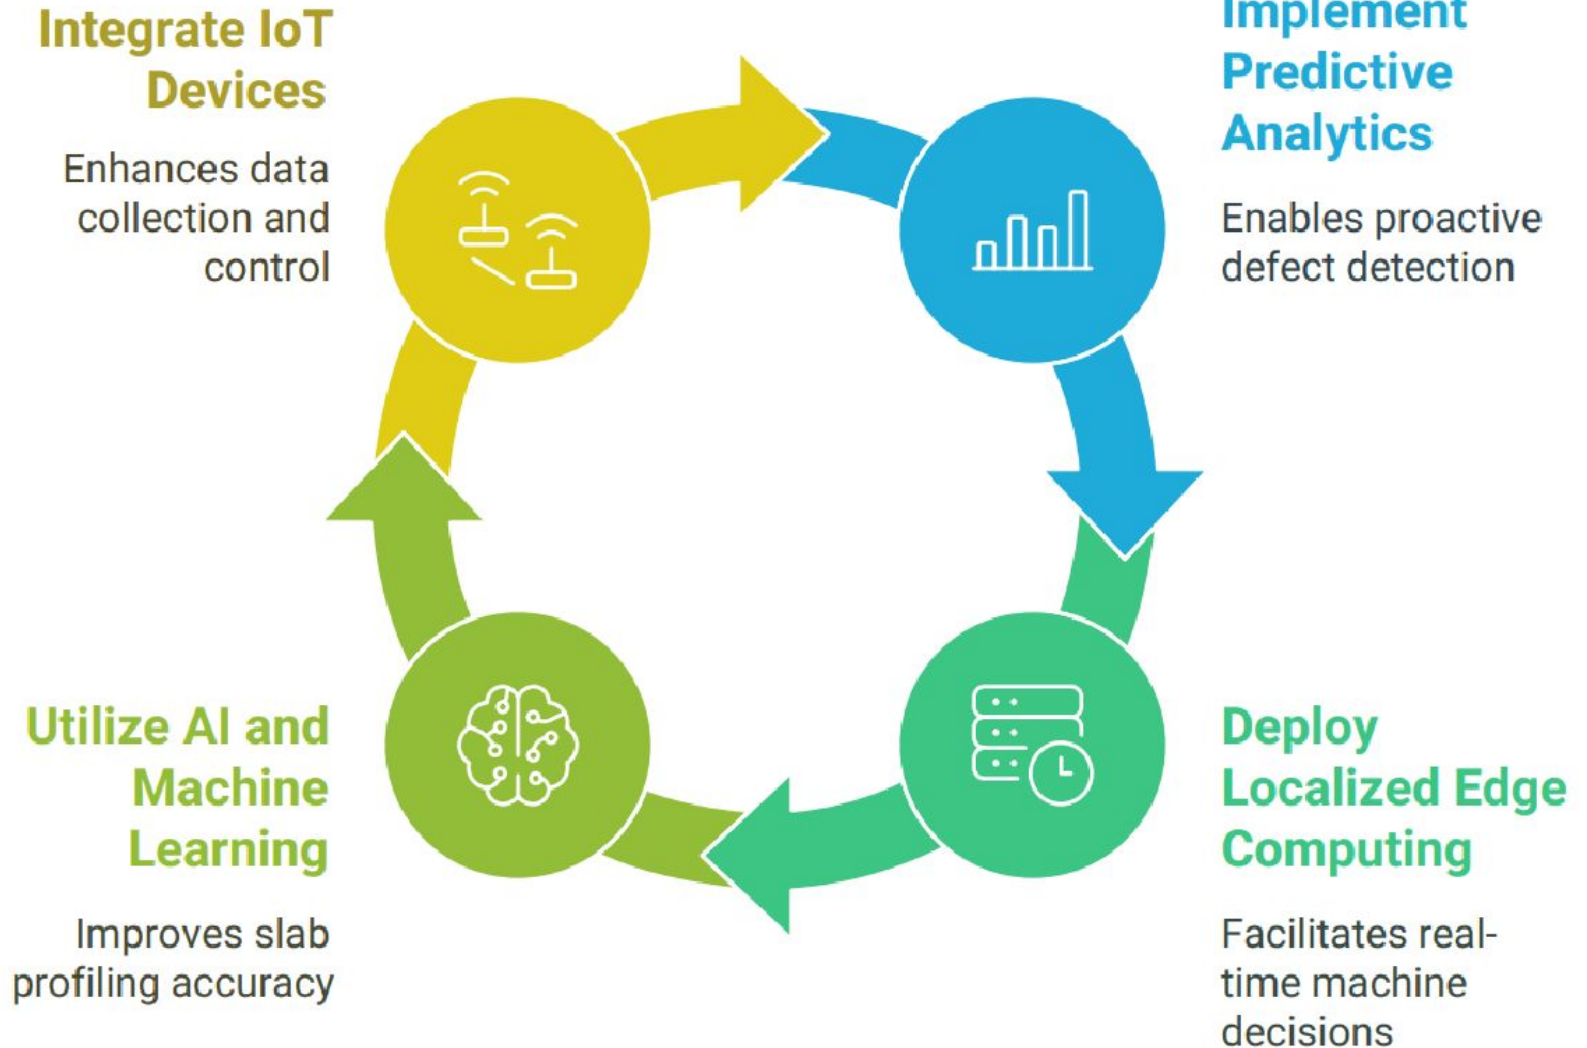 Integrate IoT
Devices
Enhances data
collection and
control
Implement
Predictive
Analytics
Enables proactive
defect detection
Deploy
Localized Edge
Computing
Facilitates real-
time machine
decisions
Utilize AI and
Machine
Learning
Improves slab
profiling accuracy